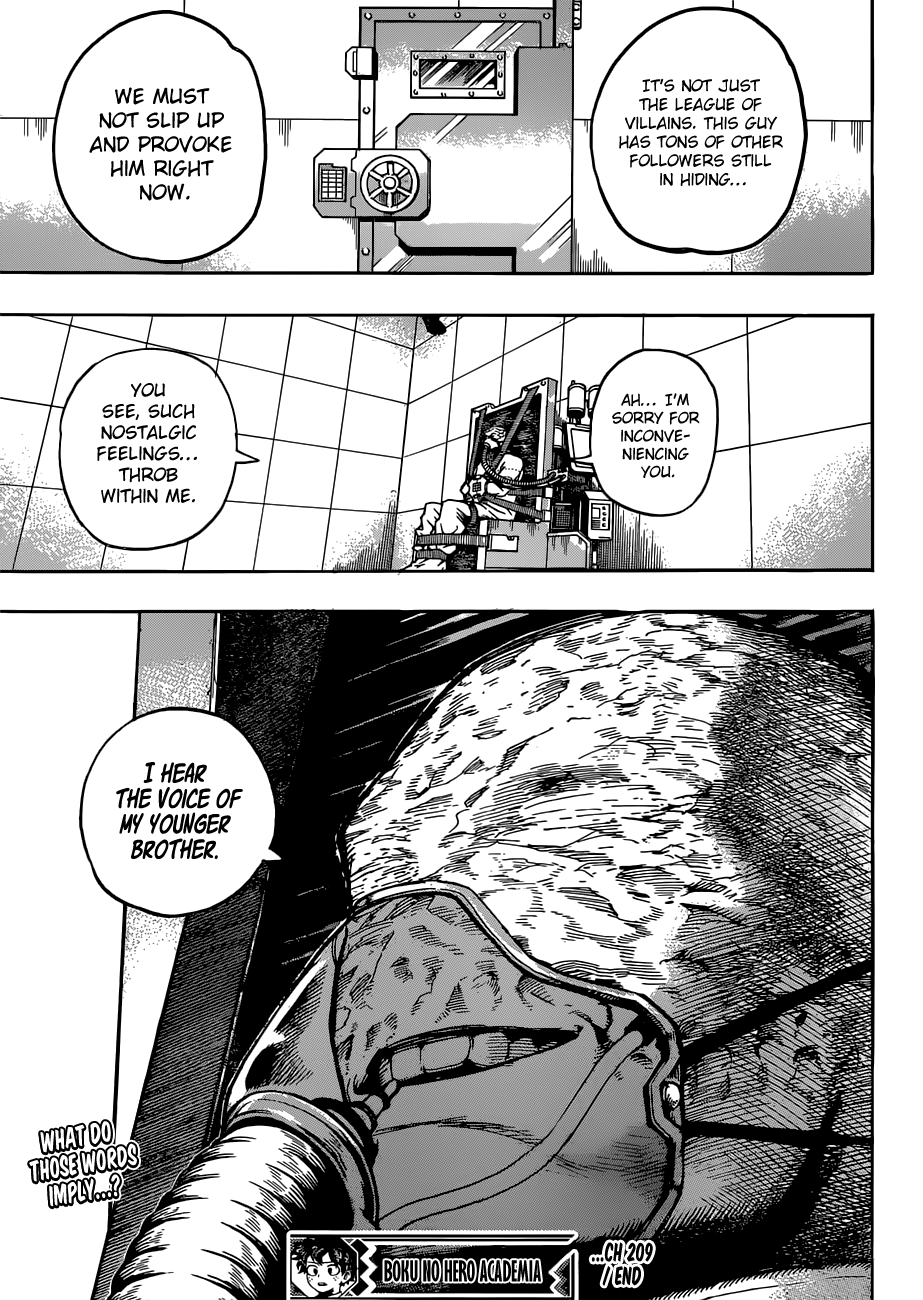 IT'S NOT JUST
THE LEAGUE OF
VILLAINS. THIS GUY
HAS TONS OF OTHER
FOLLOWERS STILL
IN HIDING...
WE MUST
NOT SLIP UP
AND PROVOKE
HIM RIGHT
NOW.
AH... I'M
SORRY FOR
INCONVE-
NIENCING
YOU.
YOU
SEE, SUCH
NOSTALGIC
FEELINGS...
THROB
WITHIN ME.
I HEAR
THE VOICE OF
MY YOUNGER
BROTHER.
WHAT DO
THOSE WORDS
IMPLY...?
BOKU NO HERO ACADEMIA
...CH 209
/ END